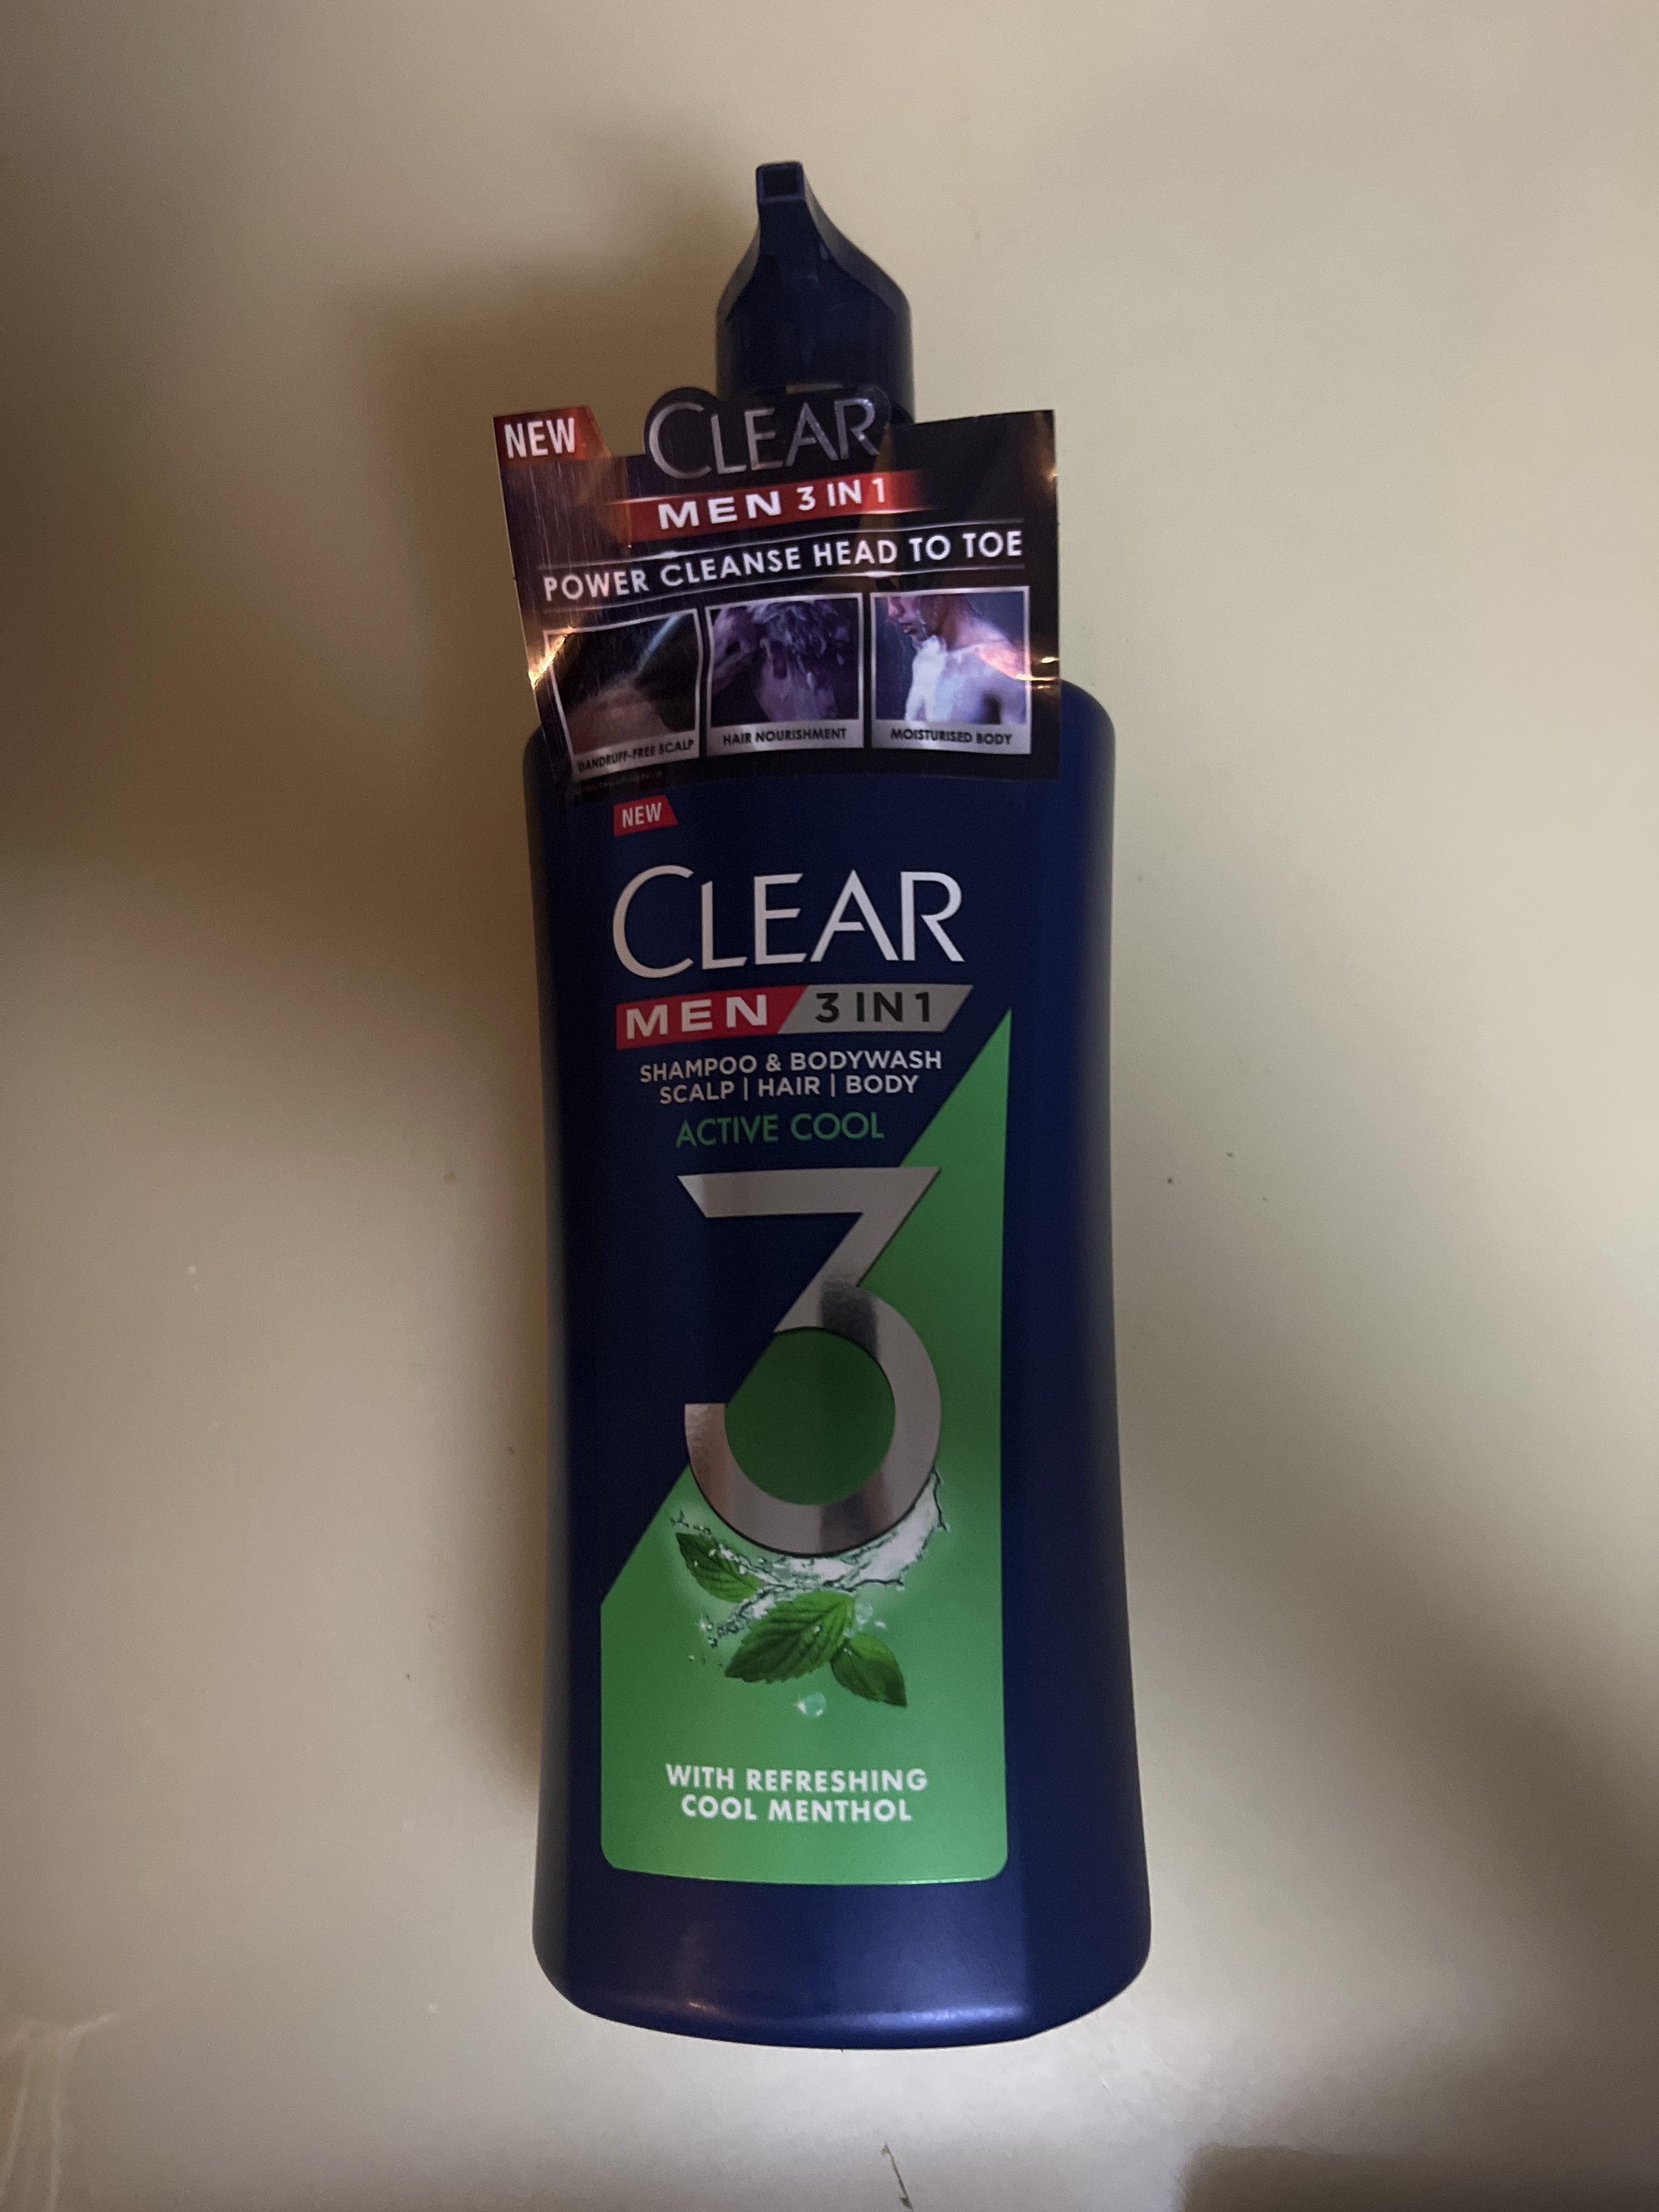 NEW
CLEAR
MEN 3 IN 1
POWER CLEANSE HEAD TO TOE
DANDRUFF-FREE SCALP
HAIR NOURISHMENT
MOISTURISED BODY
NEW
CLEAR
MEN 3 IN 1
SHAMPOO & BODYWASH
SCALP | HAIR | BODY
ACTIVE COOL
3
WITH REFRESHING
COOL MENTHOL